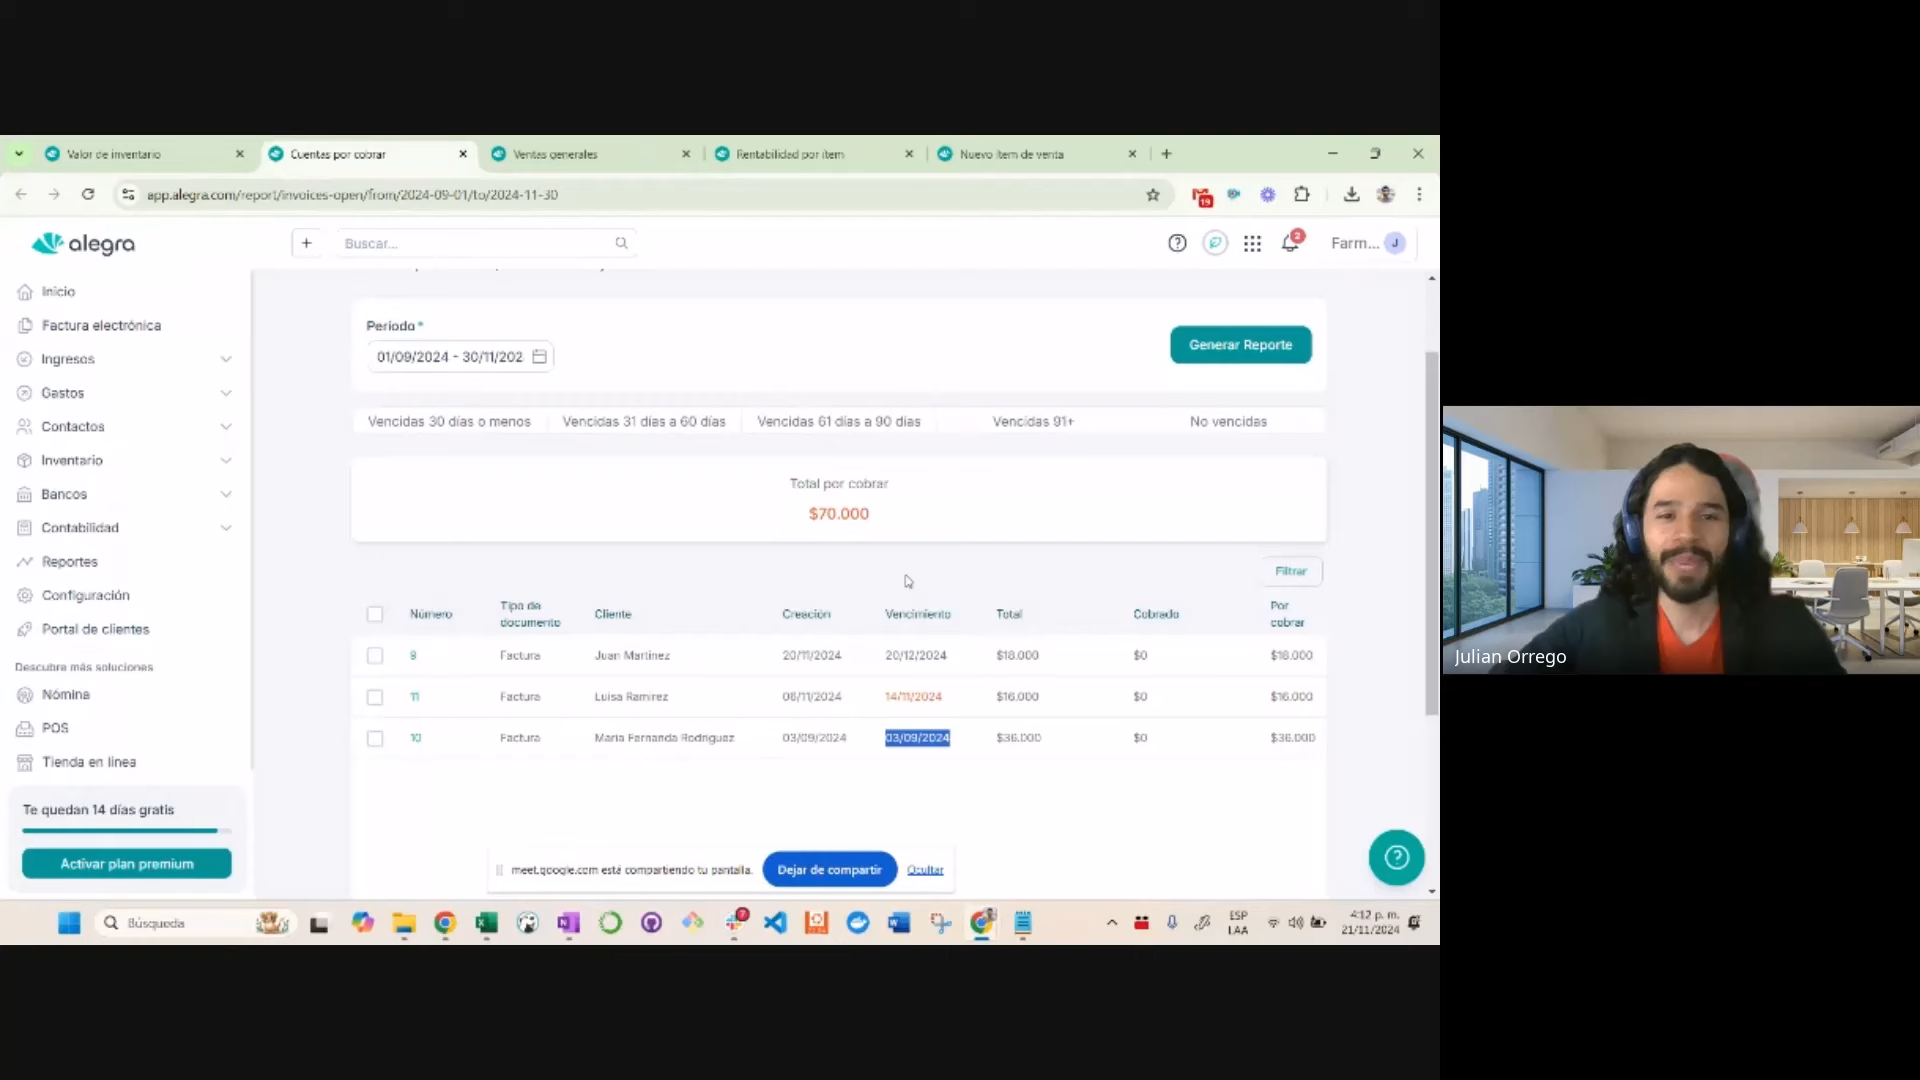 Valor de inventario
Cuentas por cobrar
Ventas generales
Rentabilidad por ítem
Nuevo ítem de venta
app.alegra.com/report/invoices-open/from/2024-09-01/to/2024-11-30
19
alegra
+
Buscar...
2
Farm...
J
Inicio
Factura electrónica
Ingresos
Gastos
Contactos
Inventario
Bancos
Contabilidad
Reportes
Configuración
Portal de clientes
Descubre más soluciones
Nómina
POS
Tienda en línea
Te quedan 14 días gratis
Activar plan premium
Periodo *
01/09/2024 - 30/11/202
Generar Reporte
Vencidas 30 días o menos
Vencidas 31 días a 60 días
Vencidas 61 días a 90 días
Vencidas 91+
No vencidas
Total por cobrar
$70.000
Filtrar
Número
Tipo de documento
Cliente
Creación
Vencimiento
Total
Cobrado
Por cobrar
9 Factura Juan Martinez 20/11/2024 20/12/2024 $18.000 $0 $18.000
11 Factura Luisa Ramirez 06/11/2024 14/11/2024 $16.000 $0 $16.000
10 Factura Maria Fernanda Rodriguez 03/09/2024 03/09/2024 $36.000 $0 $36.000
meet.google.com está compartiendo tu pantalla.
Dejar de compartir
Ocultar
Búsqueda
ESP
LAA
4:12 p. m.
21/11/2024
Julian Orrego